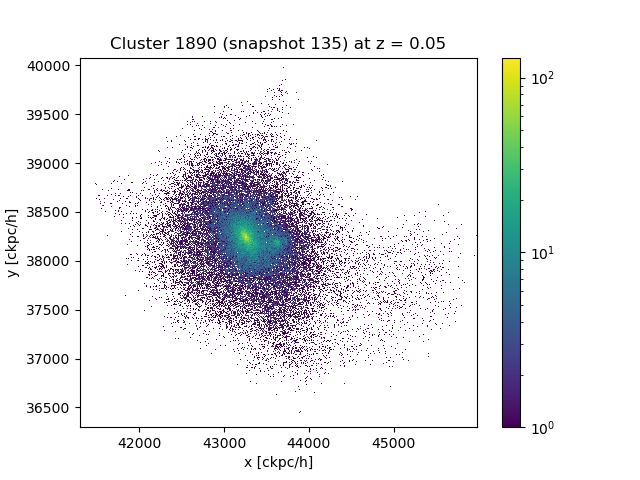 Cluster 1890 (snapshot 135) at z = 0.05
40000
39500
39000
38500
38000
37500
37000
36500
y [ckpc/h]
42000 43000 44000 45000
x [ckpc/h]
10²
10¹
10⁰